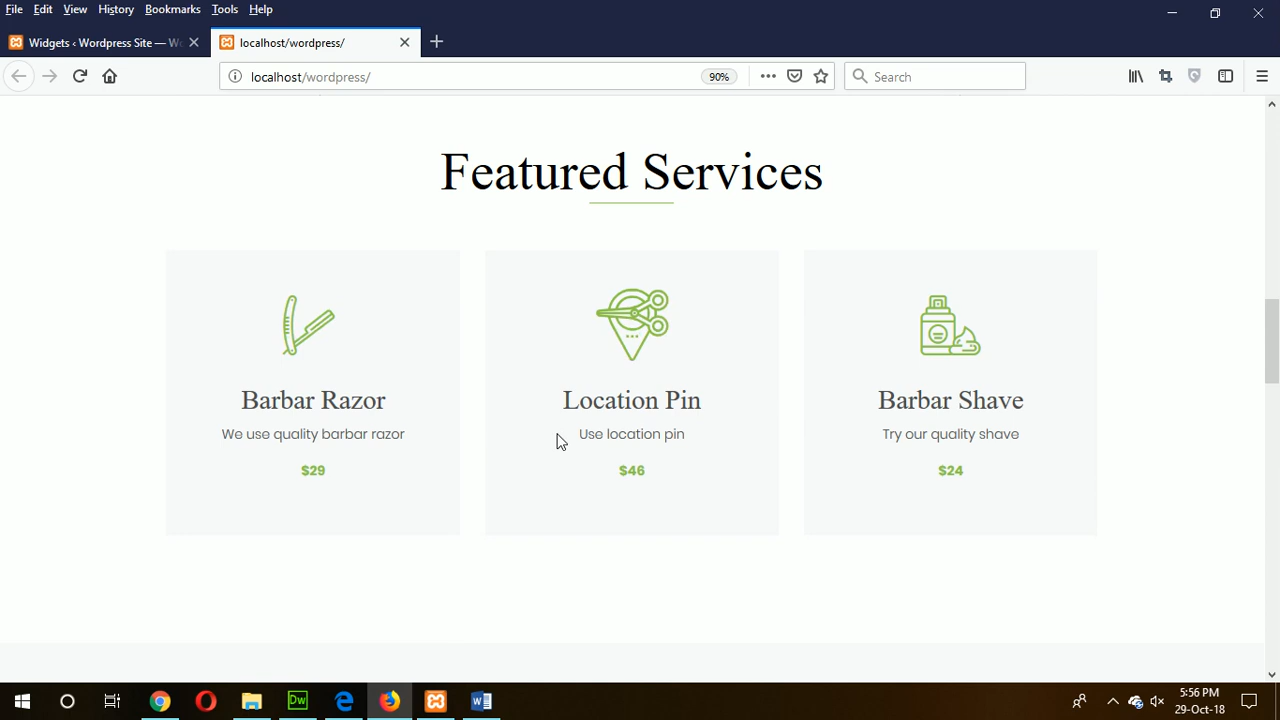 File Edit View History Bookmarks Tools Help
Widgets ‹ Wordpress Site — W
localhost/wordpress/
localhost/wordpress/
90%
Search
Featured Services
Barbar Razor
We use quality barbar razor
$29
Location Pin
Use location pin
$46
Barbar Shave
Try our quality shave
$24
Dw
5:56 PM
29-Oct-18